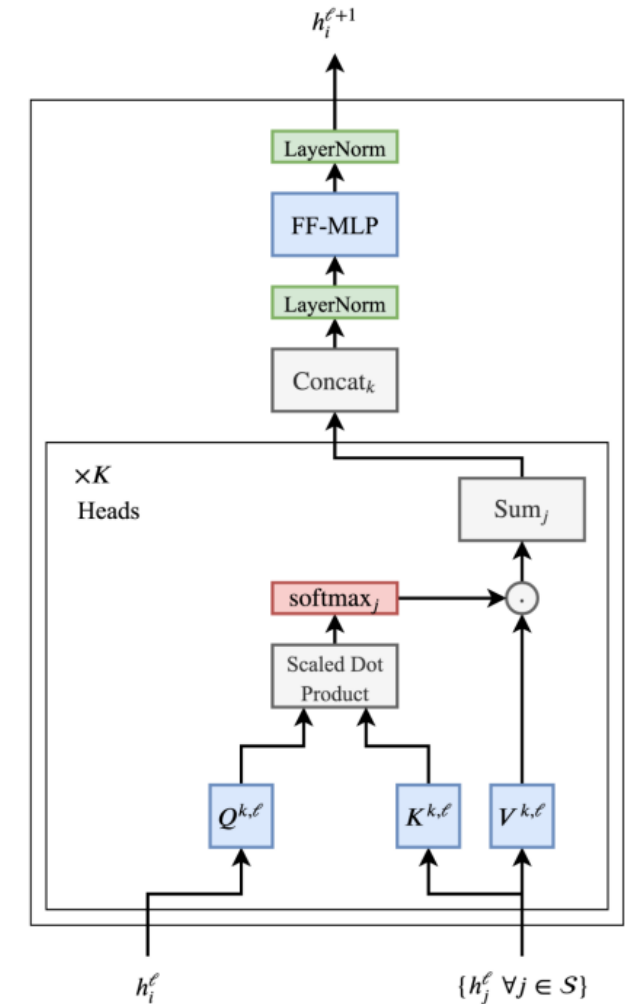 h_i^{ℓ+1}
LayerNorm
FF-MLP
LayerNorm
Concat_k
×K
Heads
Sum_j
softmax_j
.
Scaled Dot
Product
Q^{k,ℓ}
K^{k,ℓ}
V^{k,ℓ}
h_i^ℓ
{h_j^ℓ ∀j ∈ S}